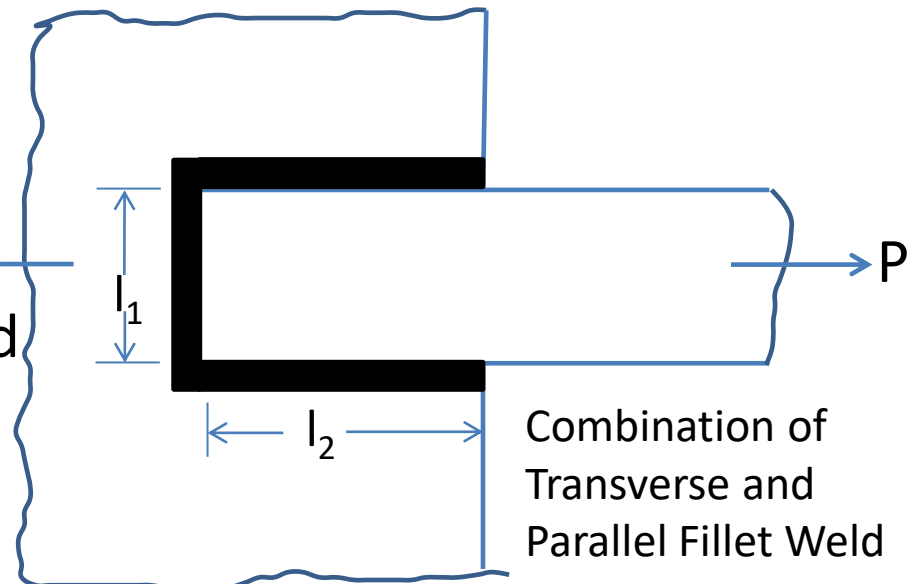 P
l₁
d
l₂
Combination of
Transverse and
Parallel Fillet Weld